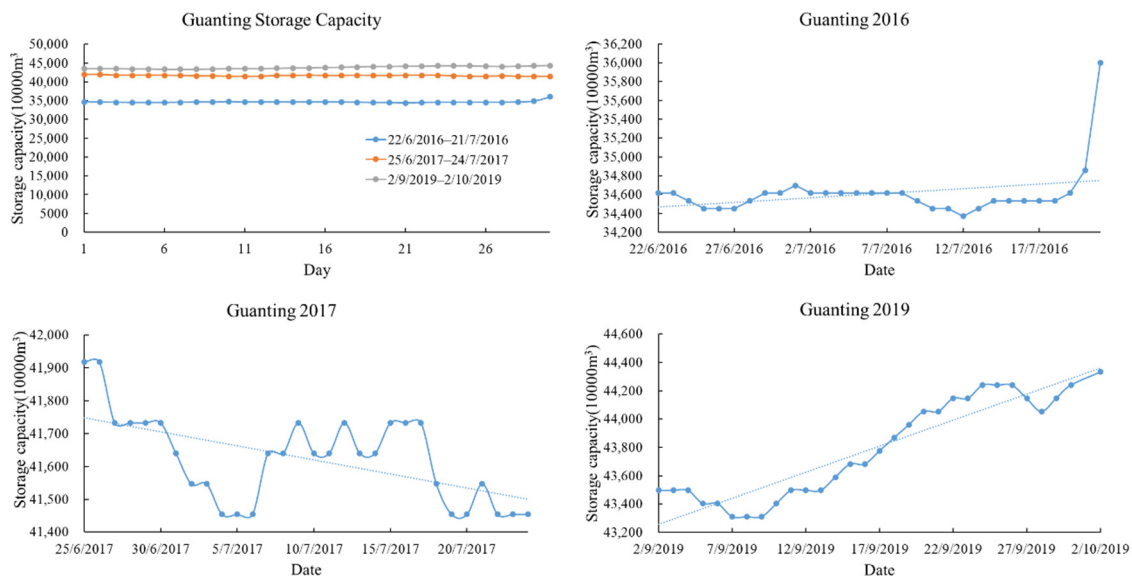 Guanting Storage Capacity
Storage capacity(10000m³)
50,000
45,000
40,000
35,000
30,000
25,000
20,000
15,000
10,000
5000
0
22/6/2016–21/7/2016
25/6/2017–24/7/2017
2/9/2019–2/10/2019
1 6 11 16 21 26
Day
Guanting 2016
Storage capacity(10000m³)
36,200
36,000
35,800
35,600
35,400
35,200
35,000
34,800
34,600
34,400
34,200
22/6/2016 27/6/2016 2/7/2016 7/7/2016 12/7/2016 17/7/2016
Date
Guanting 2017
Storage capacity(10000m³)
42,000
41,900
41,800
41,700
41,600
41,500
41,400
25/6/2017 30/6/2017 5/7/2017 10/7/2017 15/7/2017 20/7/2017
Date
Guanting 2019
Storage capacity(10000m³)
44,600
44,400
44,200
44,000
43,800
43,600
43,400
43,200
2/9/2019 7/9/2019 12/9/2019 17/9/2019 22/9/2019 27/9/2019 2/10/2019
Date